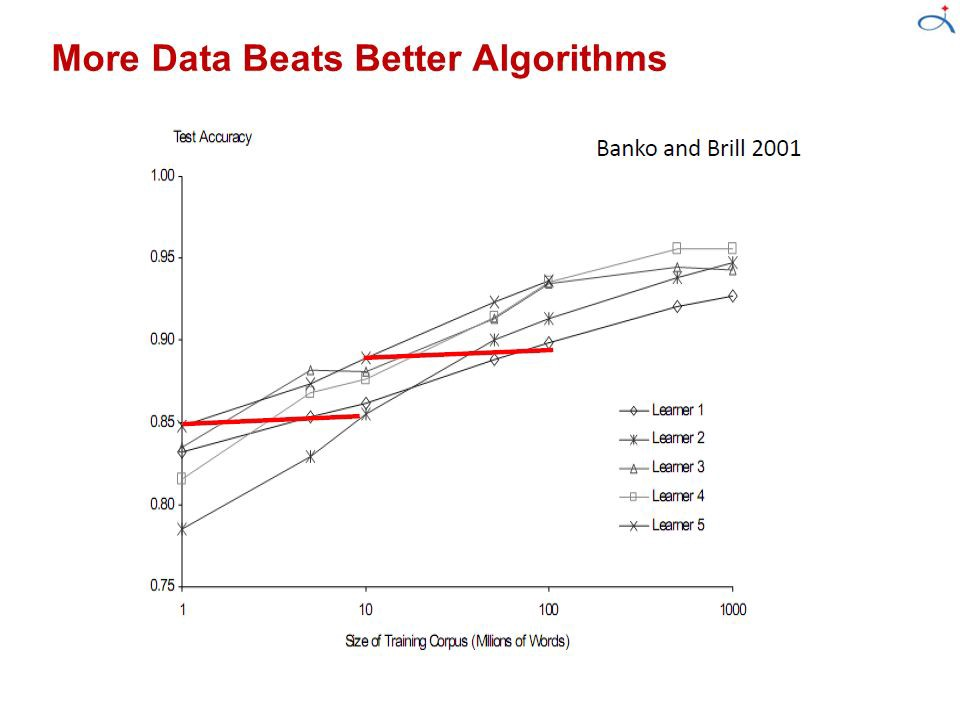 More Data Beats Better Algorithms
Test Accuracy
Banko and Brill 2001
1.00
0.95
0.90
0.85
0.80
0.75
Learner 1
Learner 2
Learner 3
Learner 4
Learner 5
1 10 100 1000
Size of Training Corpus (Millions of Words)